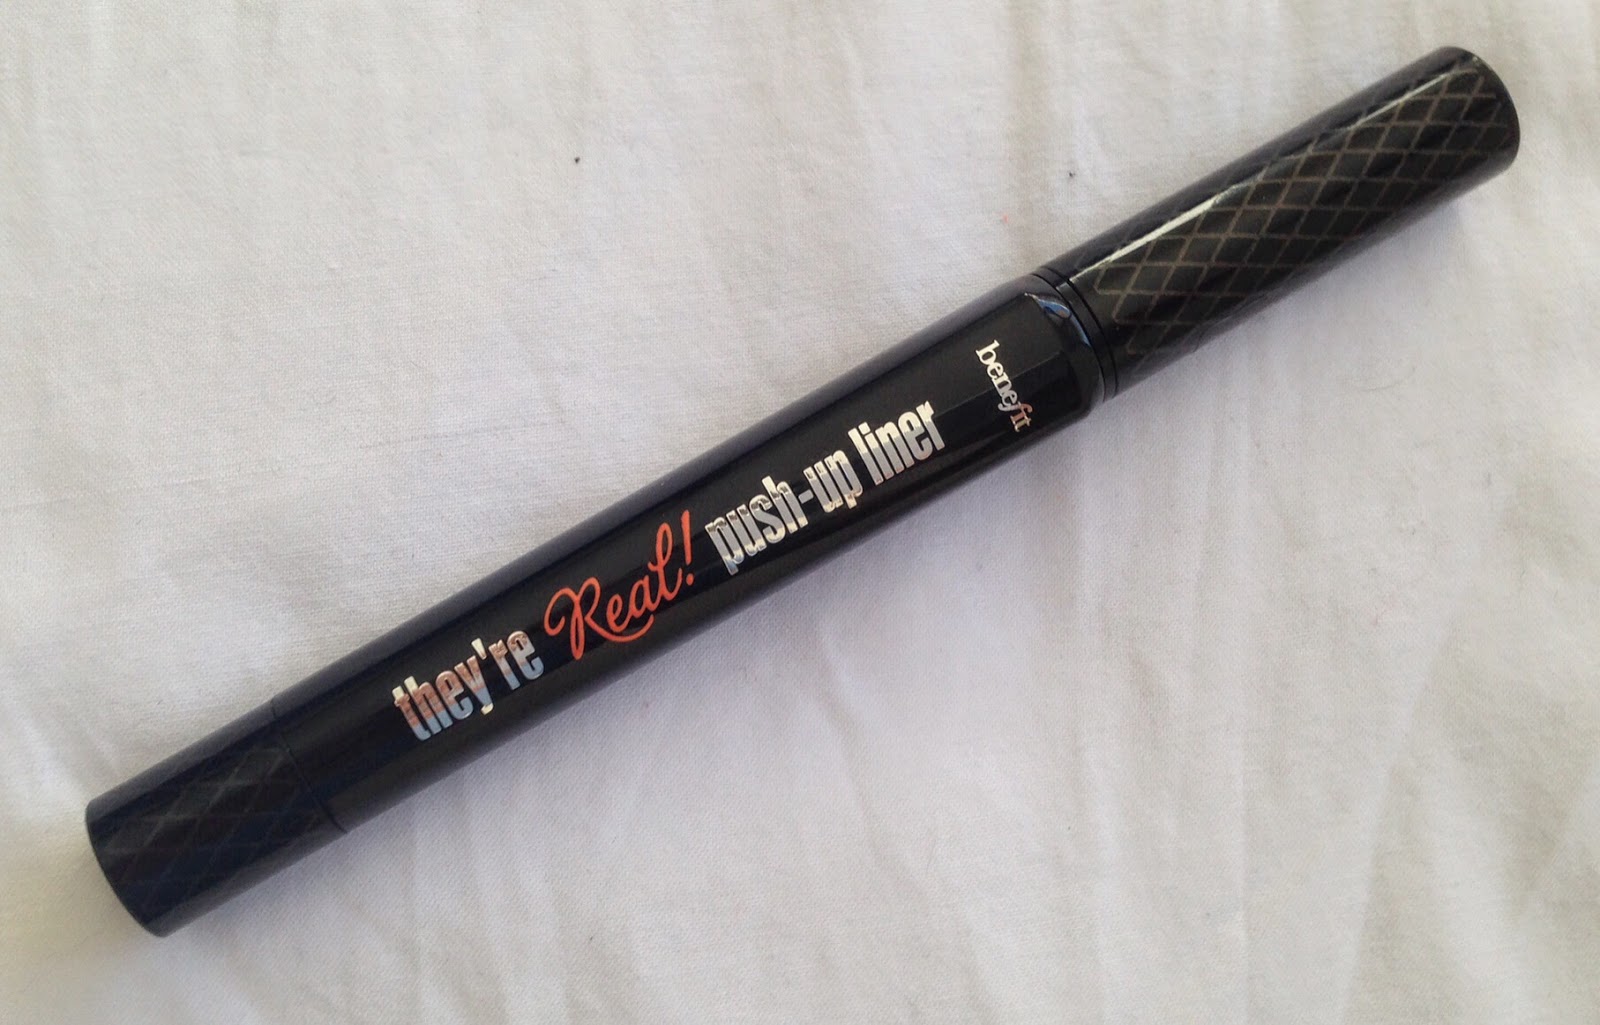 they're Real! push-up liner
benefit